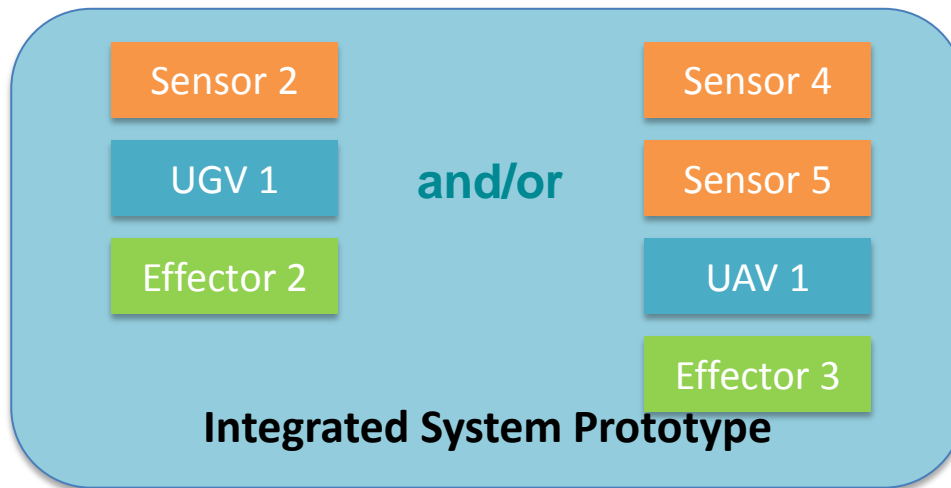 Sensor 2
UGV 1
Effector 2
and/or
Sensor 4
Sensor 5
UAV 1
Effector 3
Integrated System Prototype